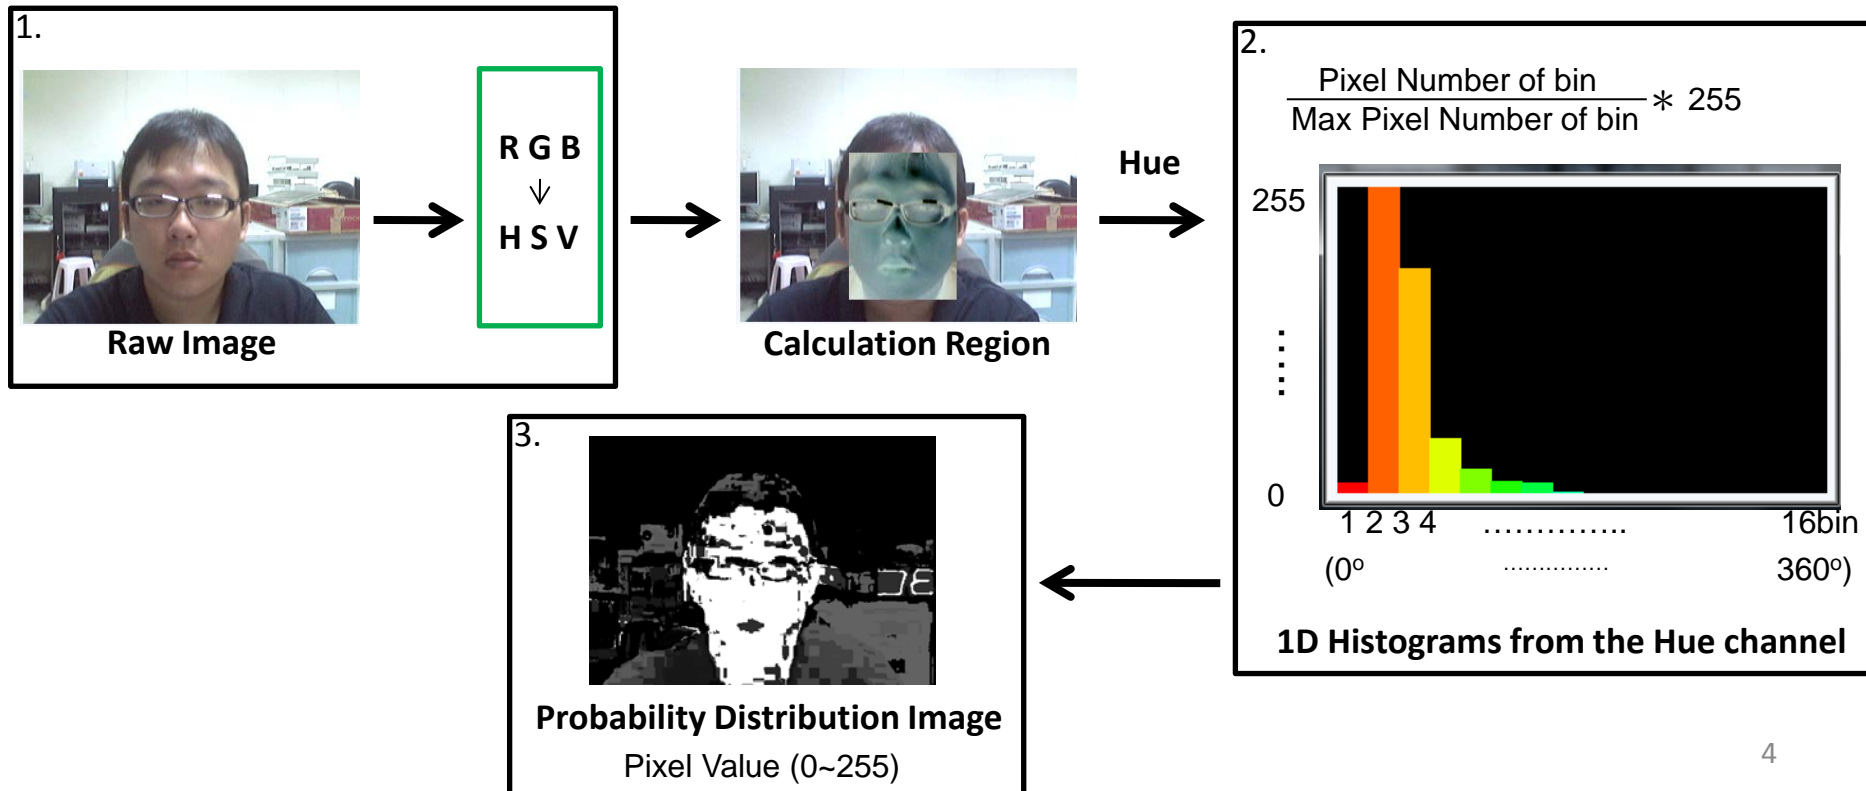 1.
R G B
↓
H S V
Raw Image
Calculation Region
Hue
2.
Pixel Number of bin
Max Pixel Number of bin
∗ 255
255
⋮
0
1 2 3 4 ………….. 16bin
(0º ............... 360º)
1D Histograms from the Hue channel
3.
Probability Distribution Image
Pixel Value (0~255)
4